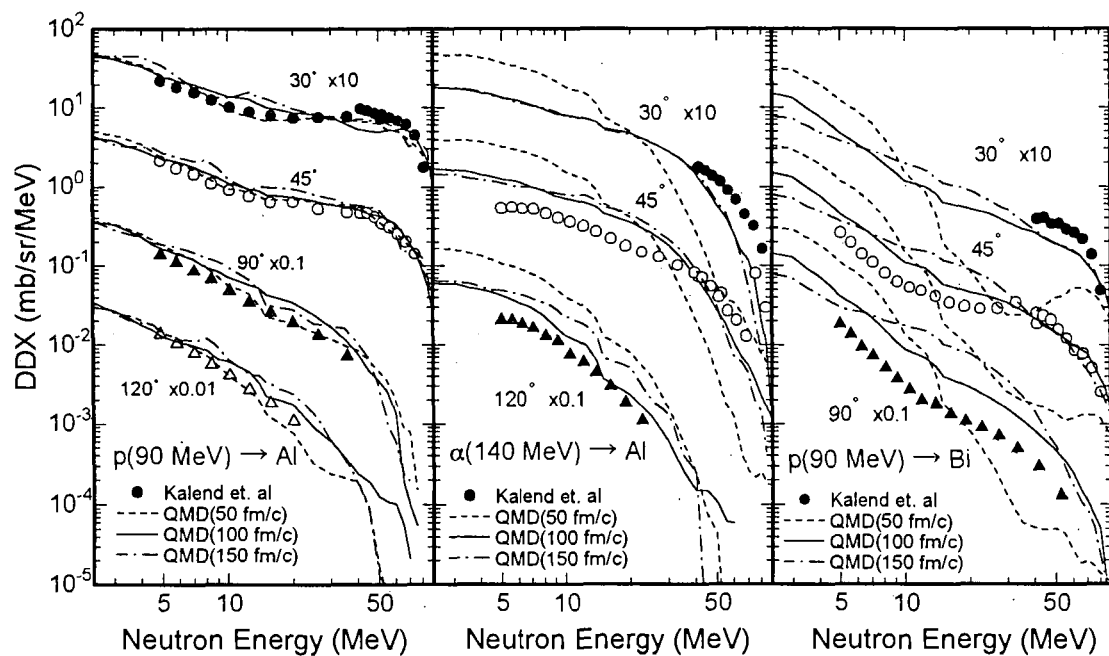 DDX (mb/sr/MeV)
10²
10¹
10⁰
10⁻¹
10⁻²
10⁻³
10⁻⁴
10⁻⁵
30° x10
45°
90° x0.1
120° x0.01
p(90 MeV) → Al
Kalend et. al
QMD(50 fm/c)
QMD(100 fm/c)
QMD(150 fm/c)
5 10 50
Neutron Energy (MeV)
30° x10
45°
120° x0.1
α(140 MeV) → Al
Kalend et. al
QMD(50 fm/c)
QMD(100 fm/c)
QMD(150 fm/c)
5 10 50
Neutron Energy (MeV)
30° x10
45°
90° x0.1
p(90 MeV) → Bi
Kalend et. al
QMD(50 fm/c)
QMD(100 fm/c)
QMD(150 fm/c)
5 10 50
Neutron Energy (MeV)